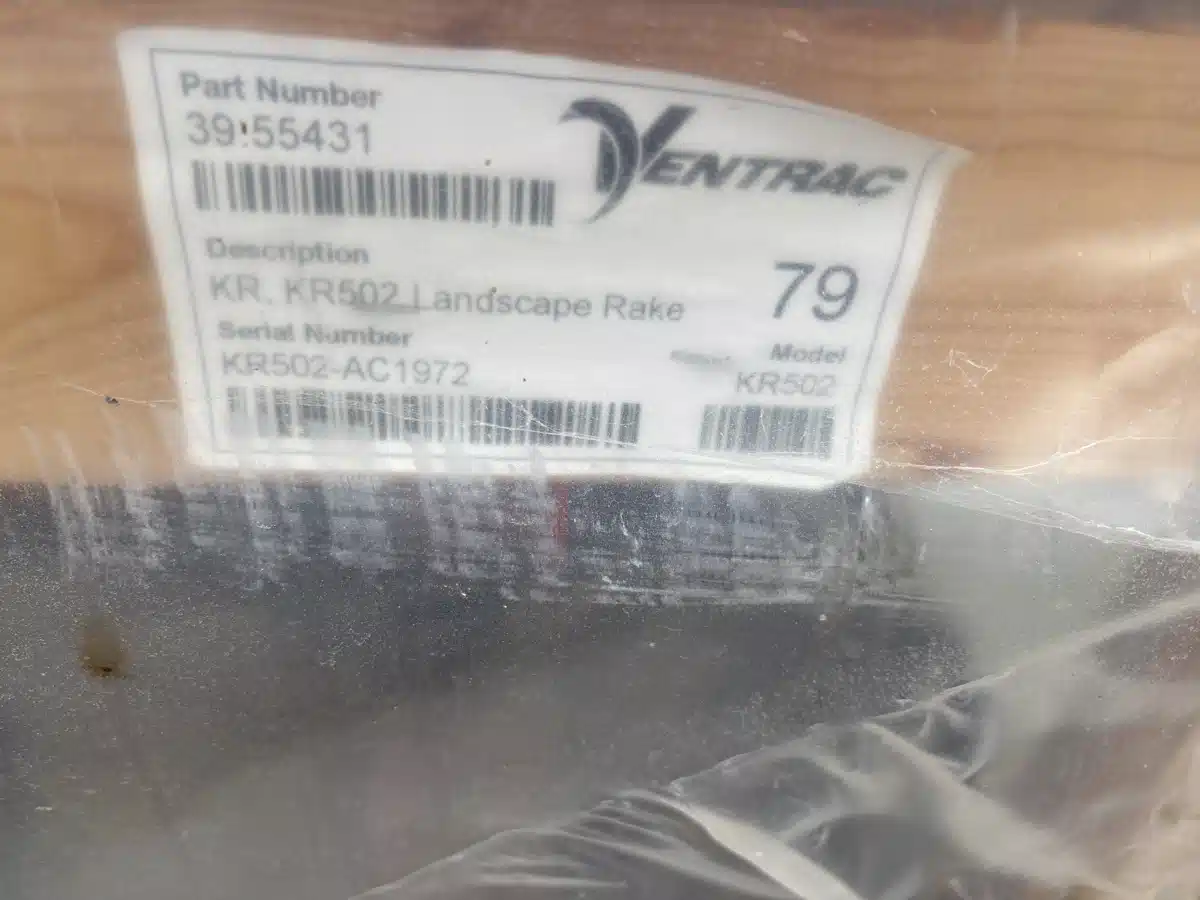 Part Number
39.55431
VENTRAC
Description
KR, KR502 Landscape Rake
79
Serial Number
KR502-AC1972
Model
KR502